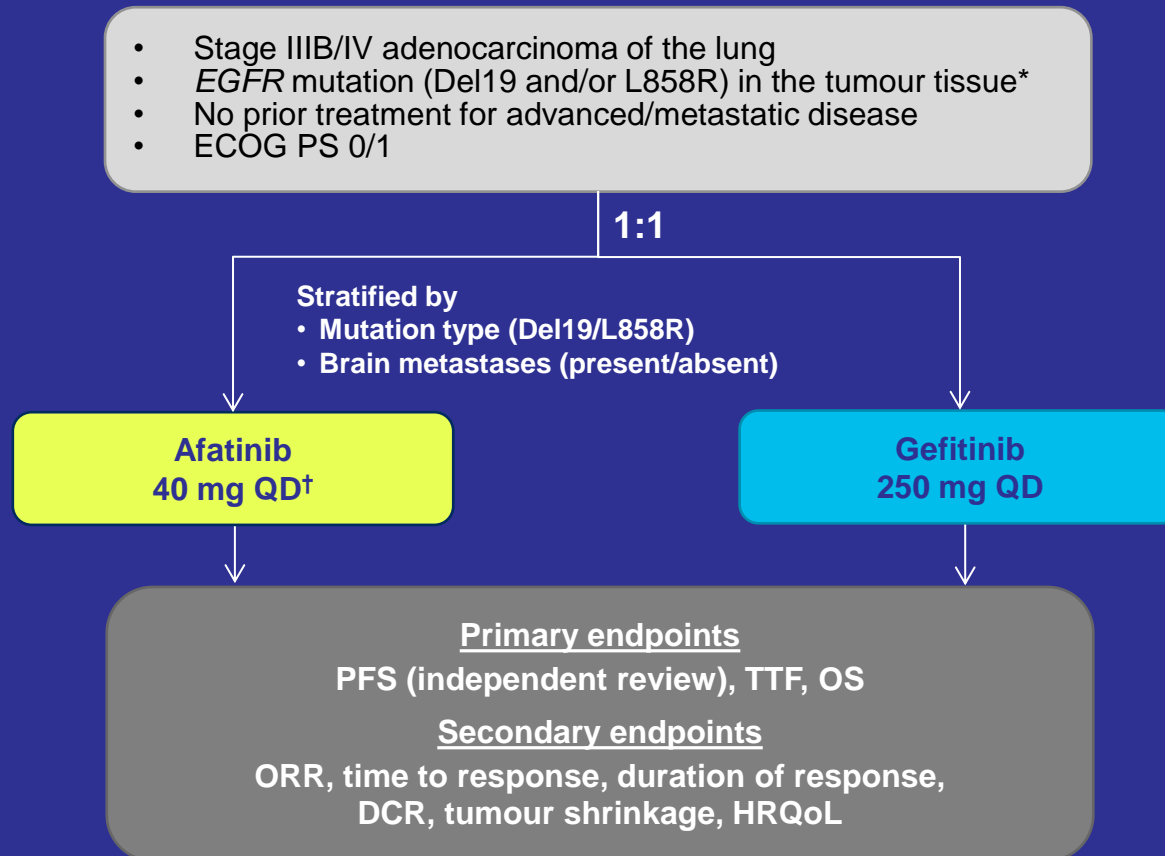 • Stage IIIB/IV adenocarcinoma of the lung
• EGFR mutation (Del19 and/or L858R) in the tumour tissue*
• No prior treatment for advanced/metastatic disease
• ECOG PS 0/1
1:1
Stratified by
• Mutation type (Del19/L858R)
• Brain metastases (present/absent)
Afatinib
40 mg QD†
Gefitinib
250 mg QD
Primary endpoints
PFS (independent review), TTF, OS
Secondary endpoints
ORR, time to response, duration of response,
DCR, tumour shrinkage, HRQoL